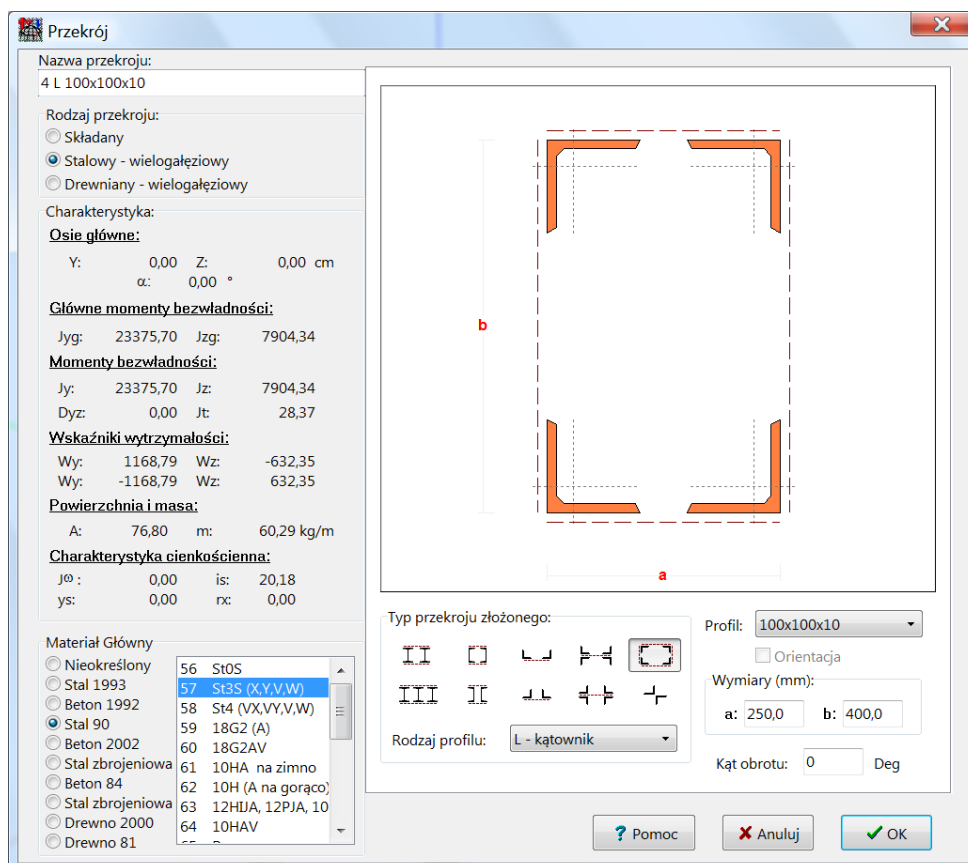 Przekrój
Nazwa przekroju:
4 L 100x100x10
Rodzaj przekroju:
Składany
Stalowy - wielogałęziowy
Drewniany - wielogałęziowy
Charakterystyka:
Osie główne:
Y: 0,00 Z: 0,00 cm
α: 0,00 °
Główne momenty bezwładności:
Jyg: 23375,70 Jzg: 7904,34
Momenty bezwładności:
Jy: 23375,70 Jz: 7904,34
Dyz: 0,00 Jt: 28,37
Wskaźniki wytrzymałości:
Wy: 1168,79 Wz: -632,35
Wy: -1168,79 Wz: 632,35
Powierzchnia i masa:
A: 76,80 m: 60,29 kg/m
Charakterystyka cienkościenna:
Jω : 0,00 is: 20,18
ys: 0,00 rx: 0,00
Materiał Główny
Nieokreślony
Stal 1993
Beton 1992
Stal 90
Beton 2002
Stal zbrojeniowa
Beton 84
Stal zbrojeniowa
Drewno 2000
Drewno 81
56 St0S
57 St3S (X,Y,V,W)
58 St4 (VX,VY,V,W)
59 18G2 (A)
60 18G2AV
61 10HA na zimno
62 10H (A na gorąco)
63 12HIJA, 12PJA, 10
64 10HAV
b
a
Typ przekroju złożonego:
Rodzaj profilu: L - kątownik
Profil: 100x100x10
Orientacja
Wymiary (mm):
a: 250,0 b: 400,0
Kąt obrotu: 0 Deg
? Pomoc
Anuluj
OK